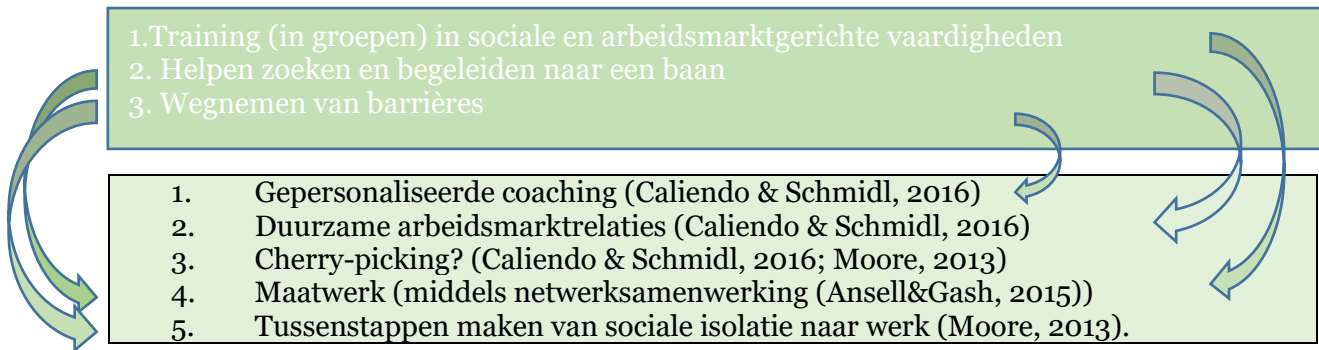 1.Training (in groepen) in sociale en arbeidsmarktgerichte vaardigheden
2. Helpen zoeken en begeleiden naar een baan
3. Wegnemen van barrières
1. Gepersonaliseerde coaching (Caliendo & Schmidl, 2016)
2. Duurzame arbeidsmarktrelaties (Caliendo & Schmidl, 2016)
3. Cherry-picking? (Caliendo & Schmidl, 2016; Moore, 2013)
4. Maatwerk (middels netwerksamenwerking (Ansell&Gash, 2015))
5. Tussenstappen maken van sociale isolatie naar werk (Moore, 2013).